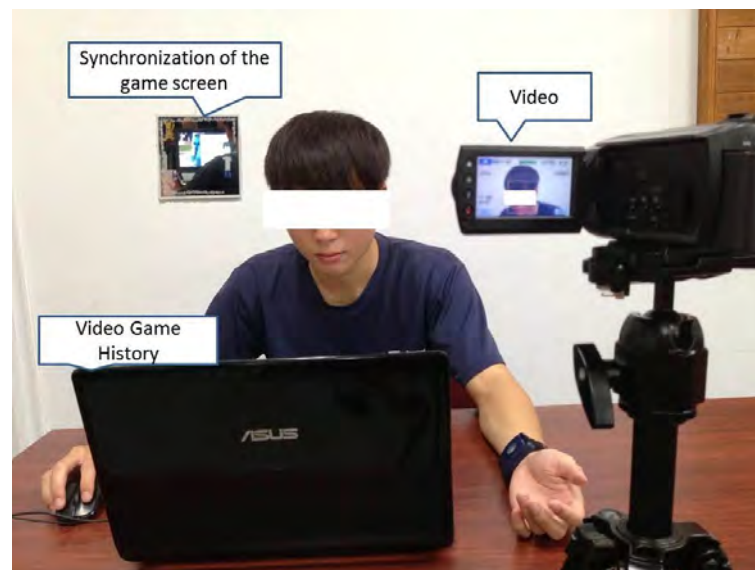 Synchronization of the
game screen
Video
Video Game
History
ASUS